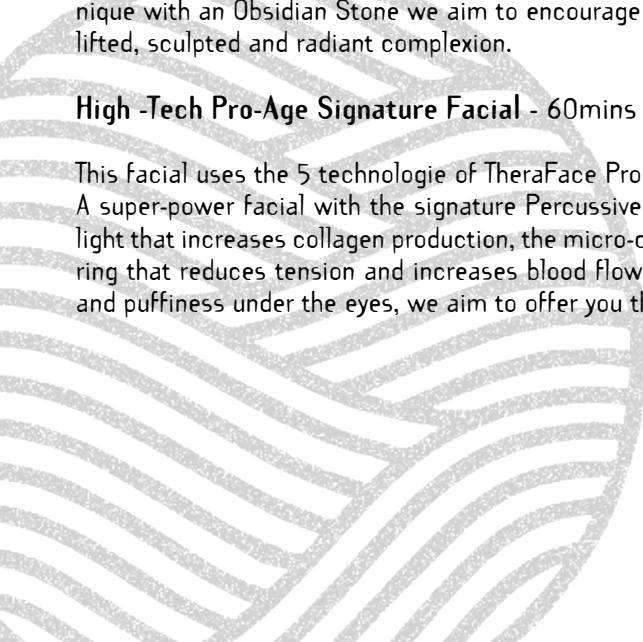 nique with an Obsidian Stone we aim to encourage
lifted, sculpted and radiant complexion.
High -Tech Pro-Age Signature Facial - 60mins
This facial uses the 5 technologie of TheraFace Pro
A super-power facial with the signature Percussive
light that increases collagen production, the micro-c
ring that reduces tension and increases blood flow
and puffiness under the eyes, we aim to offer you th